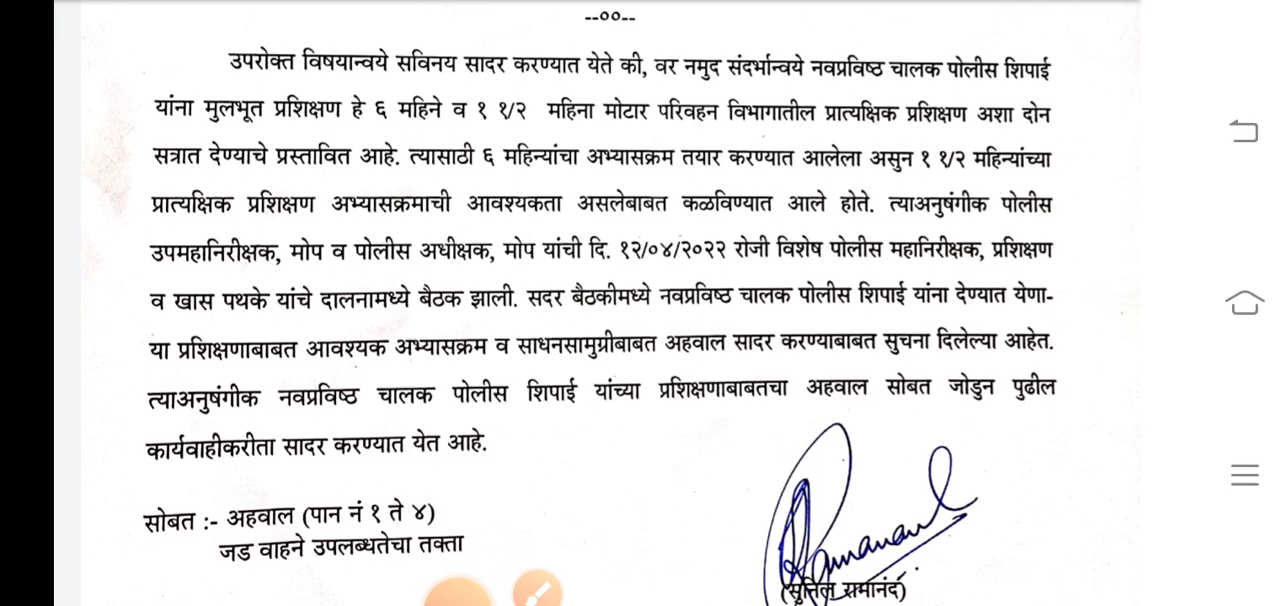 --००--
उपरोक्त विषयान्वये सविनय सादर करण्यात येते की, वर नमुद संदर्भान्वये नवप्रविष्ठ चालक पोलीस शिपाई
यांना मुलभूत प्रशिक्षण हे ६ महिने व १ १/२ महिना मोटार परिवहन विभागातील प्रात्यक्षिक प्रशिक्षण अशा दोन
सत्रात देण्याचे प्रस्तावित आहे. त्यासाठी ६ महिन्यांचा अभ्यासक्रम तयार करण्यात आलेला असुन १ १/२ महिन्यांच्या
प्रात्यक्षिक प्रशिक्षण अभ्यासक्रमाची आवश्यकता असलेबाबत कळविण्यात आले होते. त्याअनुषंगीक पोलीस
उपमहानिरीक्षक, मोप व पोलीस अधीक्षक, मोप यांची दि. १२/०४/२०२२ रोजी विशेष पोलीस महानिरीक्षक, प्रशिक्षण
व खास पथके यांचे दालनामध्ये बैठक झाली. सदर बैठकीमध्ये नवप्रविष्ठ चालक पोलीस शिपाई यांना देण्यात येणा-
या प्रशिक्षणाबाबत आवश्यक अभ्यासक्रम व साधनसामुग्रीबाबत अहवाल सादर करण्याबाबत सुचना दिलेल्या आहेत.
त्याअनुषंगीक नवप्रविष्ठ चालक पोलीस शिपाई यांच्या प्रशिक्षणाबाबतचा अहवाल सोबत जोडुन पुढील
कार्यवाहीकरीता सादर करण्यात येत आहे.
सोबत :- अहवाल (पान नं १ ते ४)
जड वाहने उपलब्धतेचा तक्ता
Ramanand
(सुनिल रामानंद)